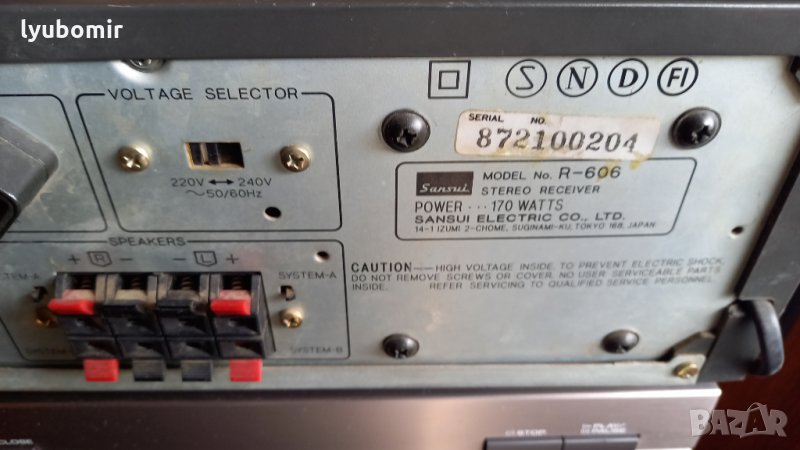 lyubomir
VOLTAGE SELECTOR
220V ↔ 240V
～50/60Hz
S N D FI
SERIAL NO.
872100204
Sansui
MODEL No. R-606
STEREO RECEIVER
POWER ··· 170 WATTS
SANSUI ELECTRIC CO., LTD.
14-1 IZUMI 2-CHOME, SUGINAMI-KU, TOKYO 168, JAPAN
SPEAKERS
+ R - - L +
SYSTEM-A
CAUTION — HIGH VOLTAGE INSIDE. TO PREVENT ELECTRIC SHOCK,
DO NOT REMOVE SCREWS OR COVER. NO USER SERVICEABLE PARTS
INSIDE. REFER SERVICING TO QUALIFIED SERVICE PERSONNEL.
SYSTEM-B
CLOSE
STOP
PLAY/
PAUSE
BAZAR